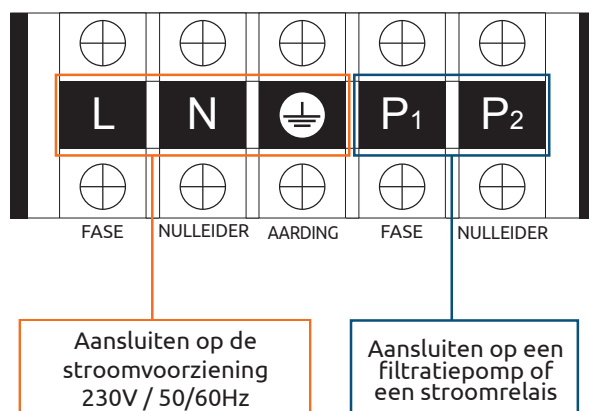 L N P1 P2
FASE NULLEIDER AARDING FASE NULLEIDER
Aansluiten op de
stroomvoorziening
230V / 50/60Hz
Aansluiten op een
filtratiepomp of
een stroomrelais